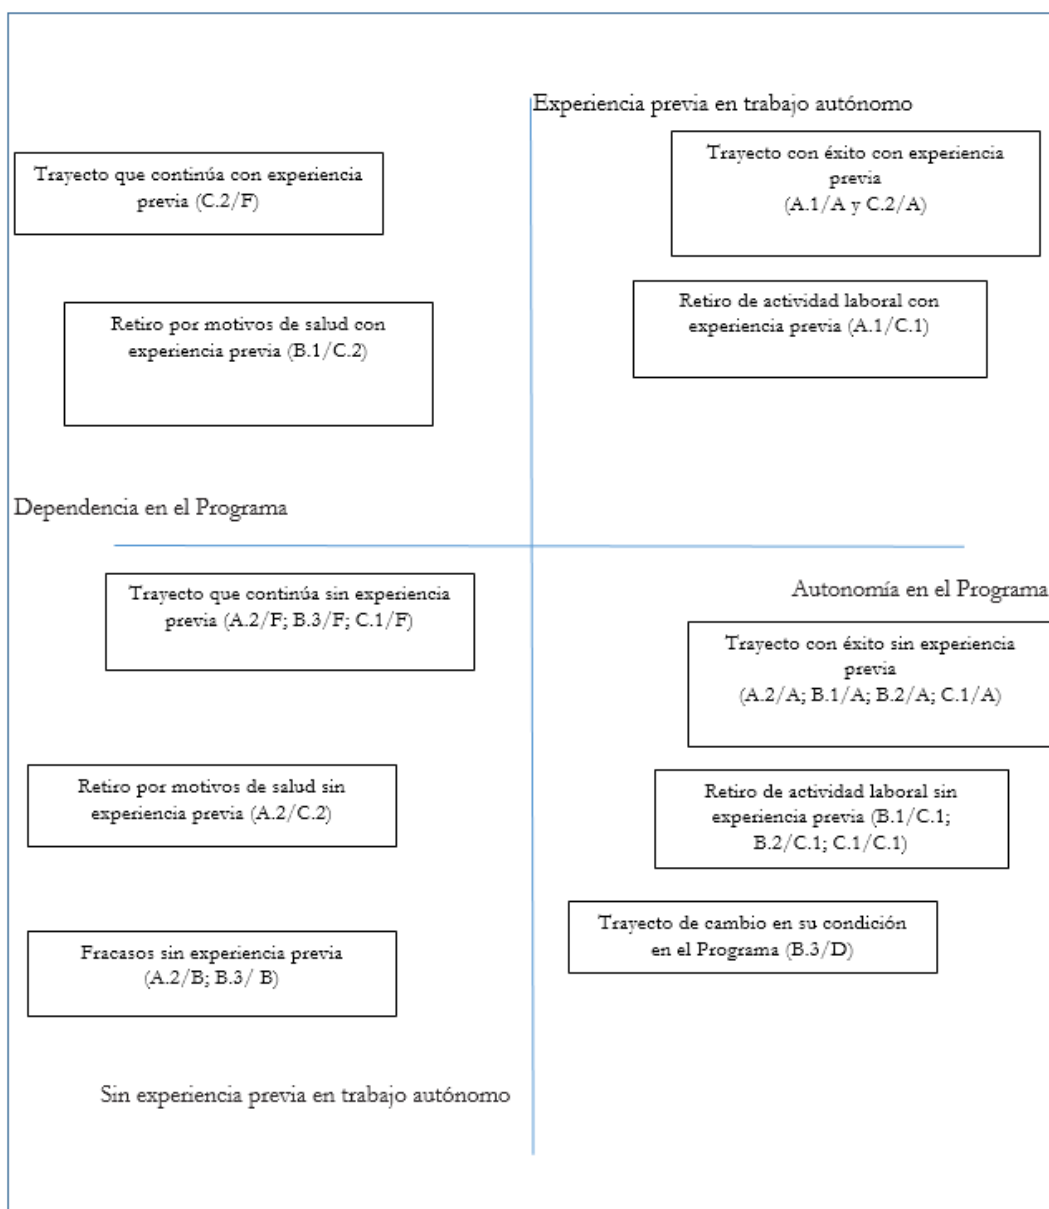 Experiencia previa en trabajo autónomo
Trayecto que continúa con experiencia
previa (C.2/F)
Trayecto con éxito con experiencia
previa
(A.1/A y C.2/A)
Retiro por motivos de salud con
experiencia previa (B.1/C.2)
Retiro de actividad laboral con
experiencia previa (A.1/C.1)
Dependencia en el Programa
Autonomía en el Programa
Trayecto que continúa sin experiencia
previa (A.2/F; B.3/F; C.1/F)
Trayecto con éxito sin experiencia
previa
(A.2/A; B.1/A; B.2/A; C.1/A)
Retiro por motivos de salud sin
experiencia previa (A.2/C.2)
Retiro de actividad laboral sin
experiencia previa (B.1/C.1;
B.2/C.1; C.1/C.1)
Fracasos sin experiencia previa
(A.2/B; B.3/ B)
Trayecto de cambio en su condición
en el Programa (B.3/D)
Sin experiencia previa en trabajo autónomo